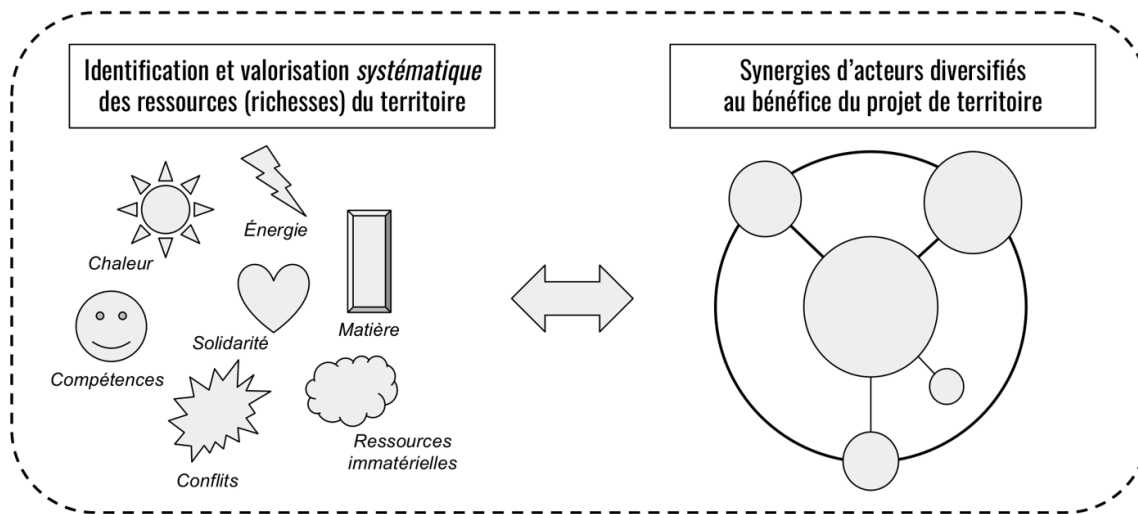 Identification et valorisation systématique
des ressources (richesses) du territoire
Synergies d’acteurs diversifiés
au bénéfice du projet de territoire
Énergie
Chaleur
Matière
Solidarité
Compétences
Ressources
immatérielles
Conflits